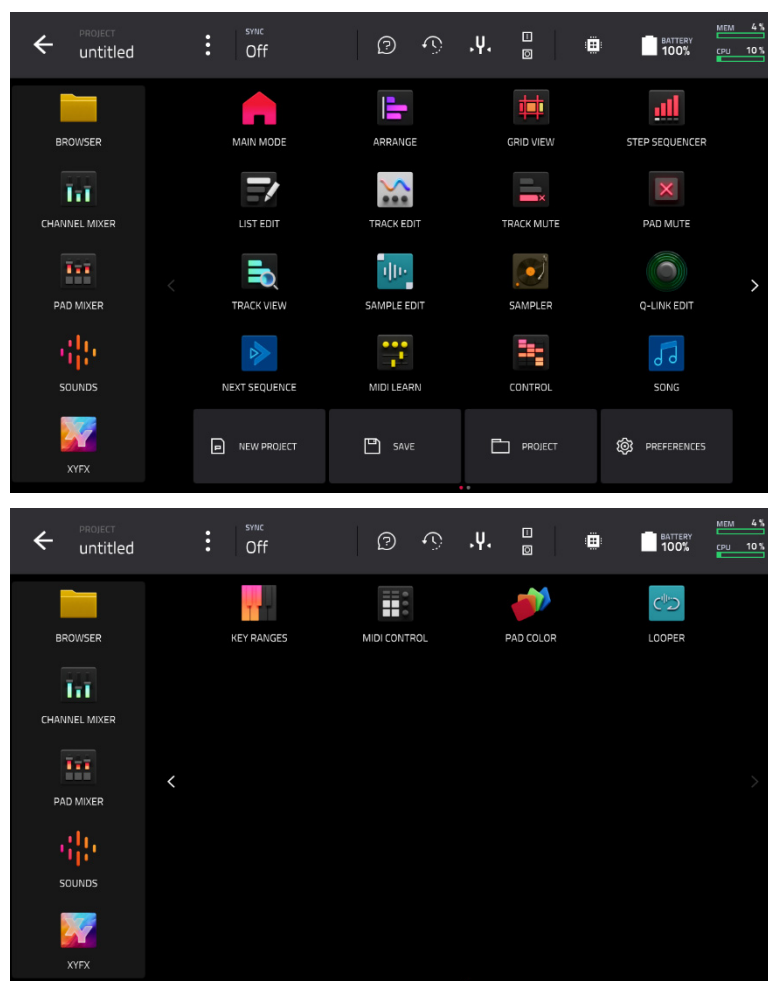 PROJECT
untitled
SYNC
Off
BATTERY
100%
MEM 4%
CPU 10%
BROWSER
MAIN MODE
ARRANGE
GRID VIEW
STEP SEQUENCER
CHANNEL MIXER
LIST EDIT
TRACK EDIT
TRACK MUTE
PAD MUTE
PAD MIXER
TRACK VIEW
SAMPLE EDIT
SAMPLER
Q-LINK EDIT
SOUNDS
NEXT SEQUENCE
MIDI LEARN
CONTROL
SONG
XYFX
NEW PROJECT
SAVE
PROJECT
PREFERENCES
PROJECT
untitled
SYNC
Off
BATTERY
100%
MEM 4%
CPU 10%
BROWSER
KEY RANGES
MIDI CONTROL
PAD COLOR
LOOPER
CHANNEL MIXER
PAD MIXER
SOUNDS
XYFX